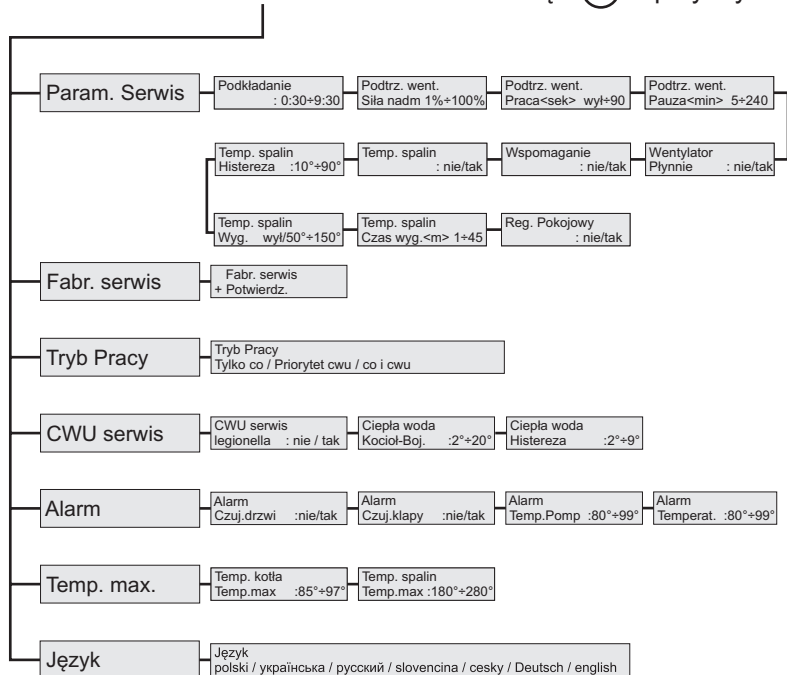 Param. Serwis
Podkładanie
: 0:30÷9:30
Podtrz. went.
Siła nadm 1%÷100%
Podtrz. went.
Praca<sek> wył÷90
Podtrz. went.
Pauza<min> 5÷240
Temp. spalin
Histereza :10°÷90°
Temp. spalin
: nie/tak
Wspomaganie
: nie/tak
Wentylator
Płynnie : nie/tak
Temp. spalin
Wyg. wył/50°÷150°
Temp. spalin
Czas wyg.<m> 1÷45
Reg. Pokojowy
: nie/tak
Fabr. serwis
Fabr. serwis
+ Potwierdz.
Tryb Pracy
Tryb Pracy
Tylko co / Priorytet cwu / co i cwu
CWU serwis
CWU serwis
legionella : nie / tak
Ciepła woda
Kocioł-Boj. :2°÷20°
Ciepła woda
Histereza :2°÷9°
Alarm
Alarm
Czuj.drzwi :nie/tak
Alarm
Czuj.klapy :nie/tak
Alarm
Temp.Pomp :80°÷99°
Alarm
Temperat. :80°÷99°
Temp. max.
Temp. kotła
Temp.max :85°÷97°
Temp. spalin
Temp.max :180°÷280°
Język
Język
polski / українська / русский / slovencina / cesky / Deutsch / english